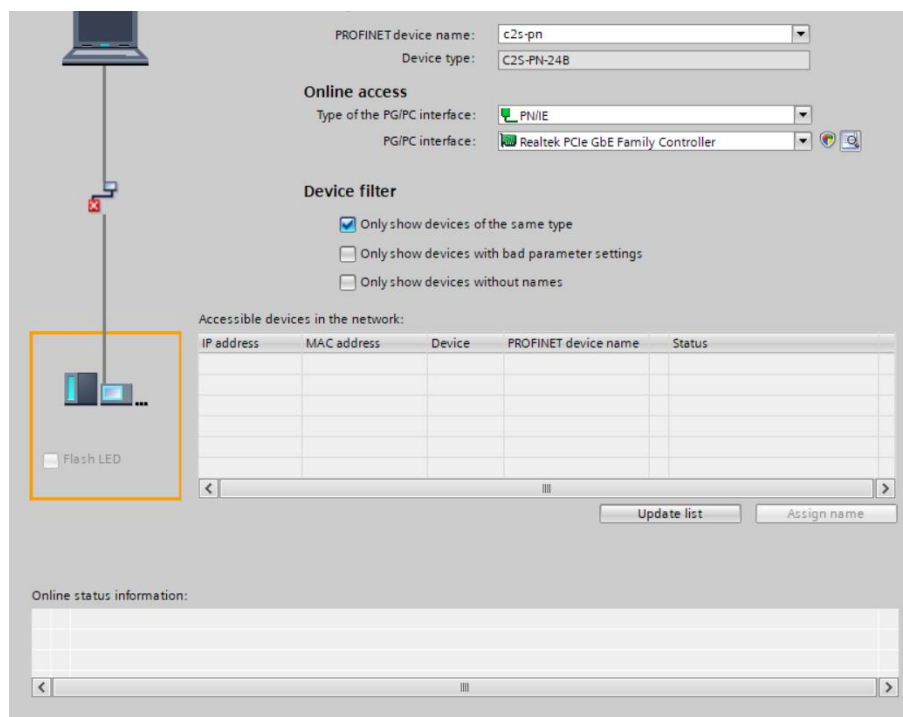 PROFINET device name: c2s-pn
Device type: C2S-PN-24B
Online access
Type of the PG/PC interface: PN/IE
PG/PC interface: Realtek PCIe GbE Family Controller
Device filter
Only show devices of the same type
Only show devices with bad parameter settings
Only show devices without names
Accessible devices in the network:
IP address MAC address Device PROFINET device name Status
Flash LED
Update list Assign name
Online status information: